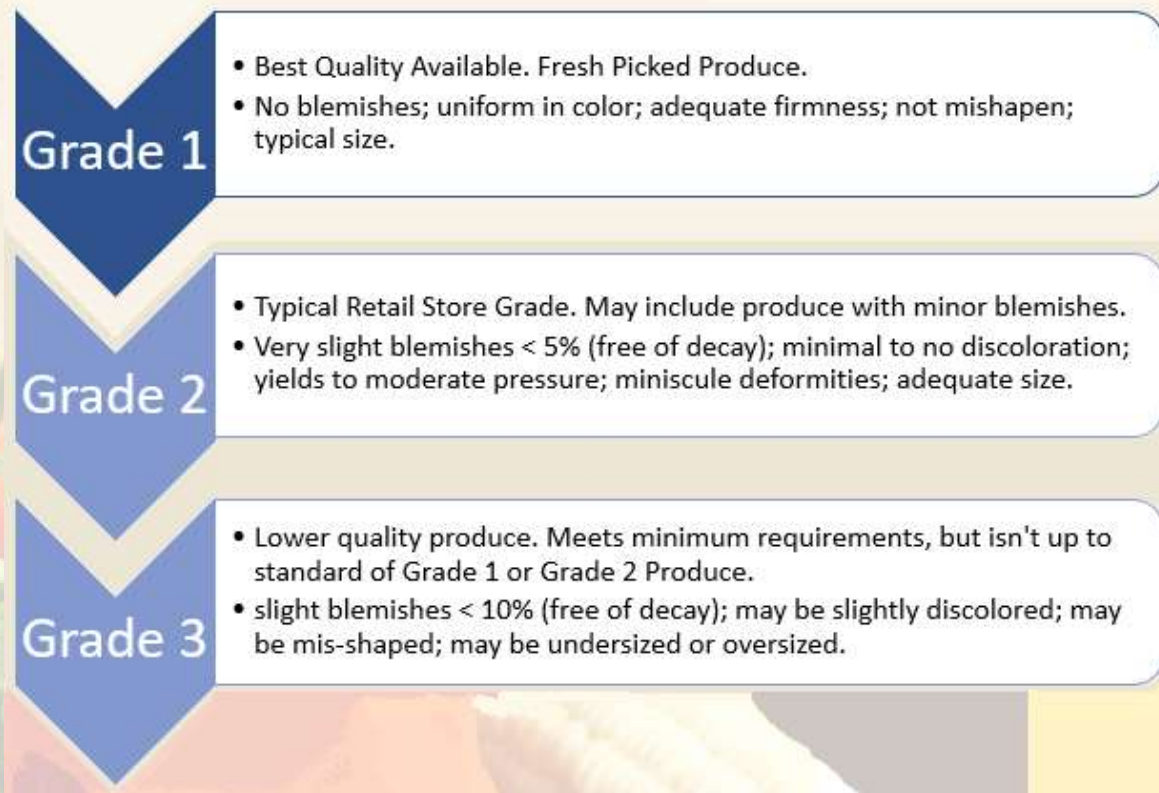 Grade 1
• Best Quality Available. Fresh Picked Produce.
• No blemishes; uniform in color; adequate firmness; not mishapen;
typical size.
Grade 2
• Typical Retail Store Grade. May include produce with minor blemishes.
• Very slight blemishes < 5% (free of decay); minimal to no discoloration;
yields to moderate pressure; miniscule deformities; adequate size.
Grade 3
• Lower quality produce. Meets minimum requirements, but isn't up to
standard of Grade 1 or Grade 2 Produce.
• slight blemishes < 10% (free of decay); may be slightly discolored; may
be mis-shaped; may be undersized or oversized.